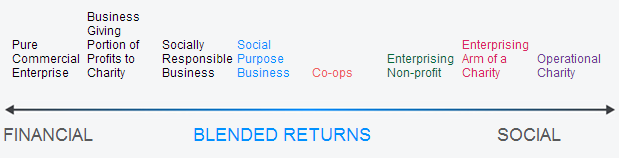 Pure
Commercial
Enterprise
Business
Giving
Portion of
Profits to
Charity
Socially
Responsible
Business
Social
Purpose
Business
Co-ops
Enterprising
Non-profit
Enterprising
Arm of a
Charity
Operational
Charity
FINANCIAL
BLENDED RETURNS
SOCIAL